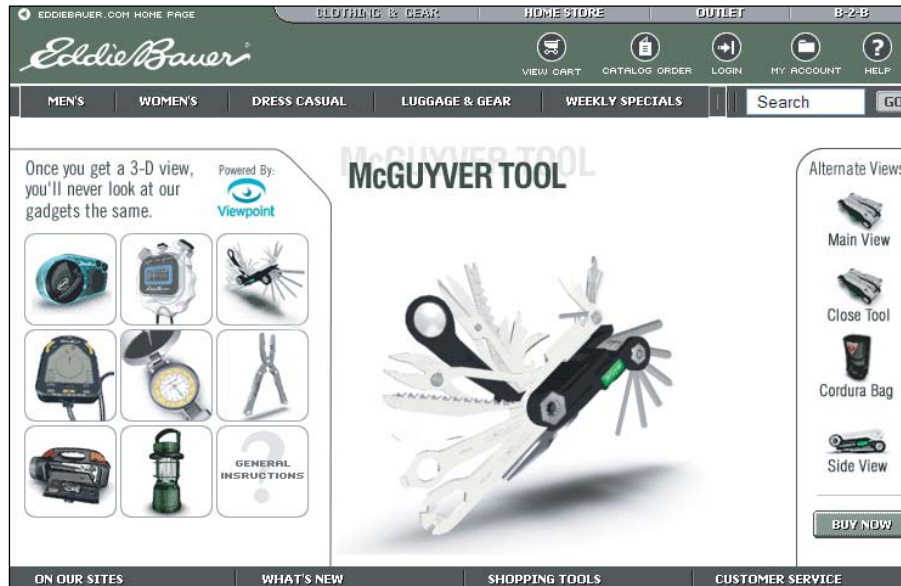 EDDIEBAUER.COM HOME PAGE
CLOTHING & GEAR
HOME STORE
OUTLET
B-2-B
Eddie Bauer
VIEW CART
CATALOG ORDER
LOGIN
MY ACCOUNT
HELP
MEN'S
WOMEN'S
DRESS CASUAL
LUGGAGE & GEAR
WEEKLY SPECIALS
Search
GO
Once you get a 3-D view,
you'll never look at our
gadgets the same.
Powered By:
Viewpoint
McGUYVER TOOL
McGUYVER TOOL
Alternate Views
Main View
Close Tool
Cordura Bag
Side View
BUY NOW
GENERAL
INSRUCTIONS
ON OUR SITES
WHAT'S NEW
SHOPPING TOOLS
CUSTOMER SERVICE